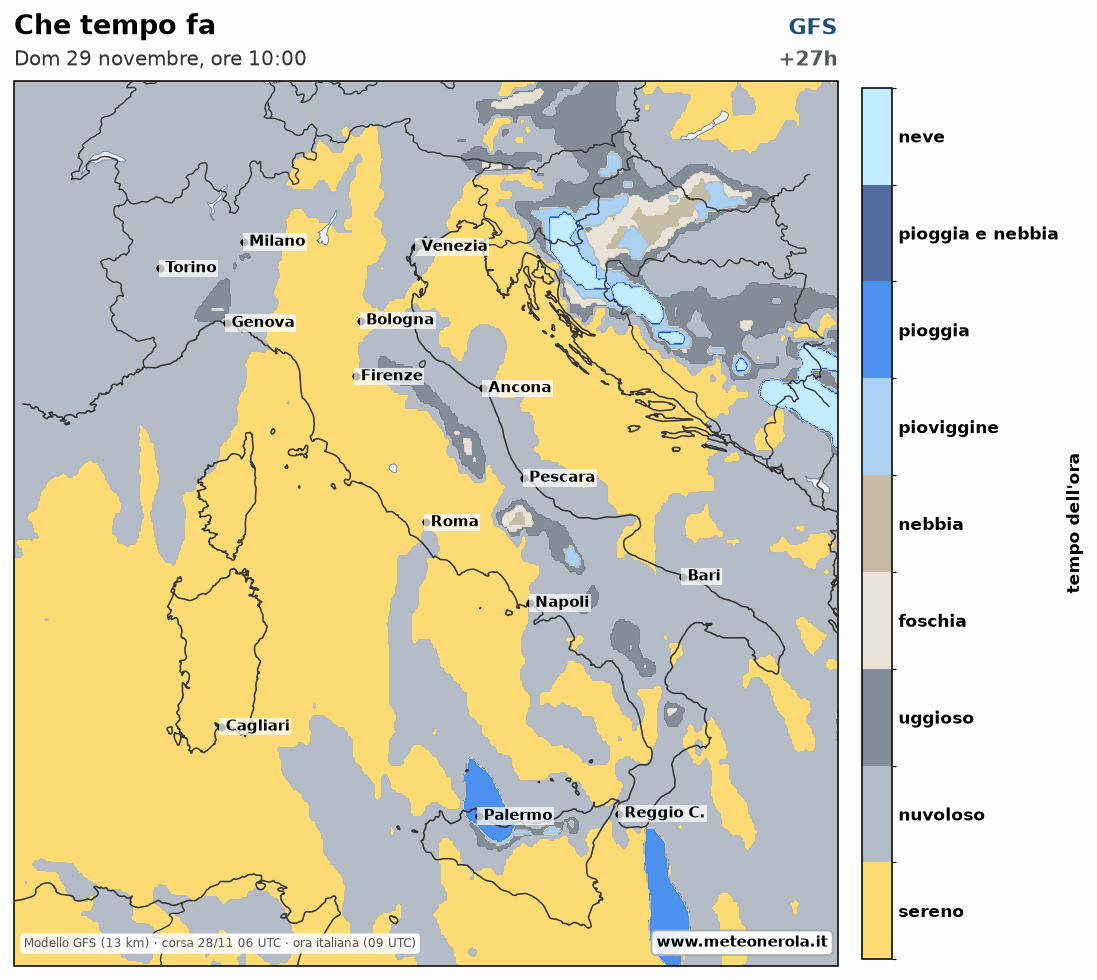 Che tempo fa
GFS
Dom 29 novembre, ore 10:00
+27h
Milano
Venezia
Torino
Genova
Bologna
Firenze
Ancona
Pescara
Roma
Bari
Napoli
Cagliari
Palermo
Reggio C.
neve
pioggia e nebbia
pioggia
pioviggine
nebbia
foschia
uggioso
nuvoloso
sereno
tempo dell'ora
Modello GFS (13 km) · corsa 28/11 06 UTC · ora italiana (09 UTC)
www.meteonerola.it